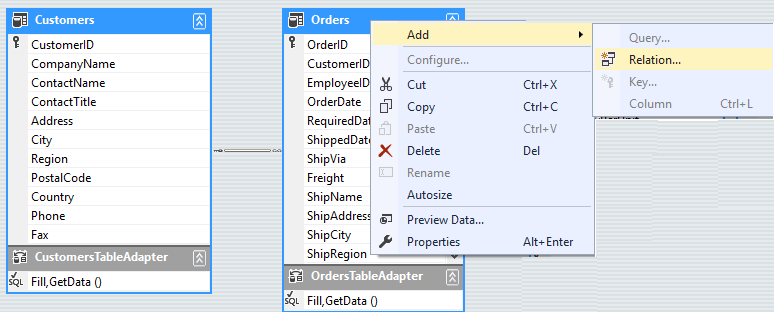 Customers
CustomerID
CompanyName
ContactName
ContactTitle
Address
City
Region
PostalCode
Country
Phone
Fax
CustomersTableAdapter
SQL Fill,GetData ()
Orders
OrderID
CustomerID
EmployeeID
OrderDate
RequiredDate
ShippedDate
ShipVia
Freight
ShipName
ShipAddress
ShipCity
ShipRegion
OrdersTableAdapter
SQL Fill,GetData ()
Add
Configure...
Cut Ctrl+X
Copy Ctrl+C
Paste Ctrl+V
Delete Del
Rename
Autosize
Preview Data...
Properties Alt+Enter
Query...
Relation...
Key...
Column Ctrl+L